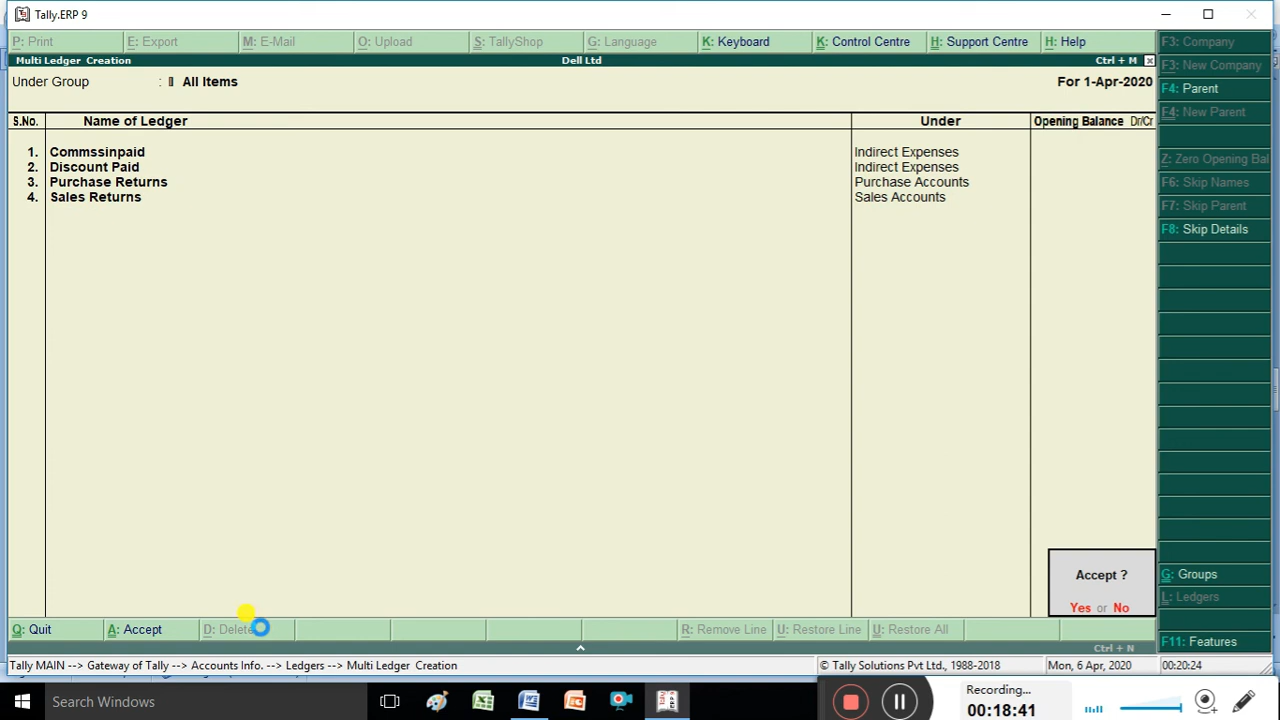 Tally.ERP 9
P: Print E: Export M: E-Mail O: Upload S: TallyShop G: Language K: Keyboard K: Control Centre H: Support Centre H: Help
F3: Company
Multi Ledger Creation Dell Ltd Ctrl + M
F3: New Company
Under Group : All Items For 1-Apr-2020
F4: Parent
F4: New Parent
S.No. Name of Ledger Under Opening Balance Dr/Cr
1. Commssinpaid Indirect Expenses
2. Discount Paid Indirect Expenses
3. Purchase Returns Purchase Accounts
4. Sales Returns Sales Accounts
Z: Zero Opening Bal
F6: Skip Names
F7: Skip Parent
F8: Skip Details
Accept ?
Yes or No
G: Groups
L: Ledgers
F11: Features
Q: Quit A: Accept D: Delete R: Remove Line U: Restore Line U: Restore All
Ctrl + N
Tally MAIN --> Gateway of Tally --> Accounts Info. --> Ledgers --> Multi Ledger Creation © Tally Solutions Pvt Ltd., 1988-2018 Mon, 6 Apr, 2020 00:20:24
Search Windows
Recording...
00:18:41